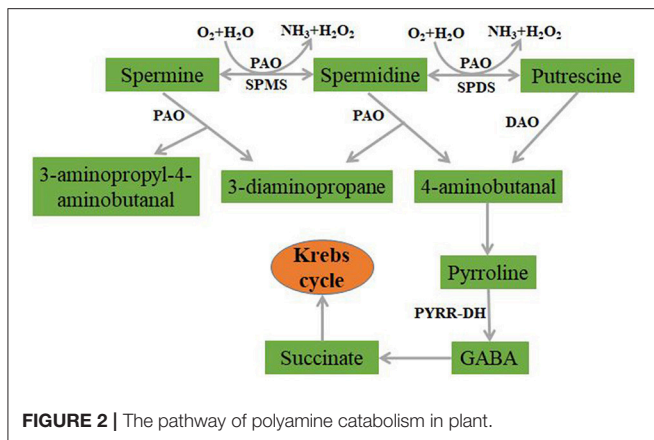 O₂+H₂O NH₃+H₂O₂ O₂+H₂O NH₃+H₂O₂
PAO PAO
Spermine Spermidine Putrescine
SPMS SPDS
PAO PAO DAO
3-aminopropyl-4-
aminobutanal
3-diaminopropane
4-aminobutanal
Krebs
cycle
Pyrroline
PYRR-DH
Succinate
GABA
FIGURE 2 | The pathway of polyamine catabolism in plant.